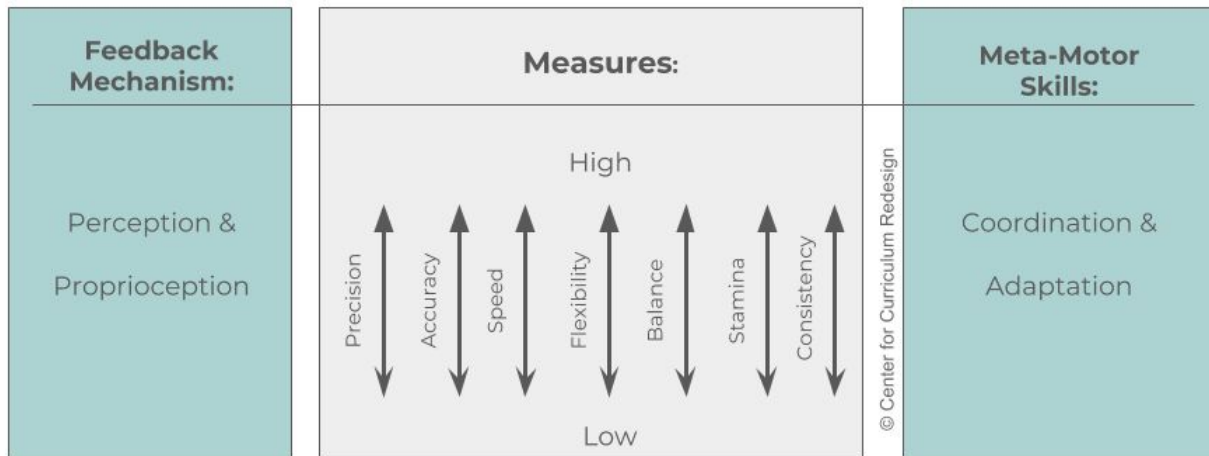 Feedback
Mechanism:
Perception &
Proprioception
Measures:
High
Precision
Accuracy
Speed
Flexibility
Balance
Stamina
Consistency
Low
© Center for Curriculum Redesign
Meta-Motor
Skills:
Coordination &
Adaptation